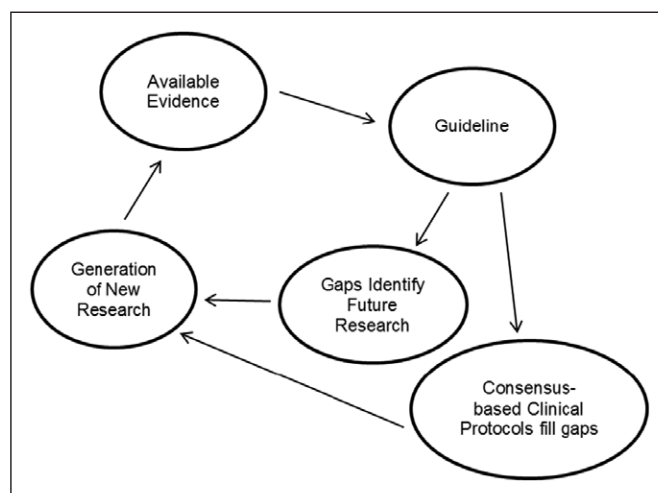 Available
Evidence
Guideline
Generation
of New
Research
Gaps Identify
Future
Research
Consensus-
based Clinical
Protocols fill gaps